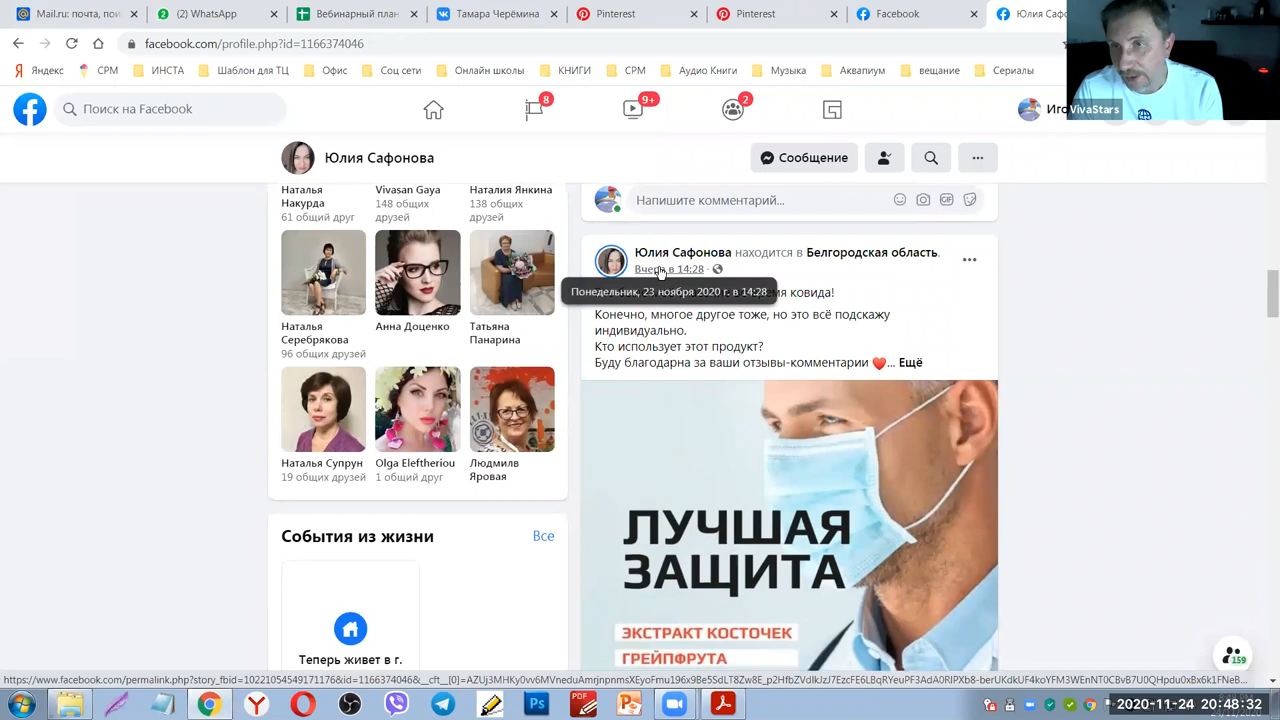 Mail.ru: почта, пои
(2) WhatsApp
Вебинарный план
Тамара Черёмина
Pinterest
Pinterest
Facebook
Юлия Сафо
facebook.com/profile.php?id=1166374046
Яндекс
СРМ
ИНСТА
Шаблон для ТЦ
Офис
Соц сети
Онлайн школы
КНИГИ
СРМ
Аудио Книги
Музыка
Аквапиум
вещание
Сериалы
Поиск на Facebook
8
9+
2
Иго
VivaStars
Юлия Сафонова
Сообщение
Наталья Накурда
61 общий друг
Vivasan Gaya
148 общих друзей
Наталия Янкина
138 общих друзей
Наталья Серебрякова
96 общих друзей
Анна Доценко
Татьяна Панарина
Наталья Супрун
19 общих друзей
Olga Eleftheriou
1 общий друг
Людмилв Яровая
События из жизни
Все
Теперь живет в г.
Напишите комментарий...
GIF
Юлия Сафонова находится в Белгородская область.
Вчера в 14:28
Понедельник, 23 ноября 2020 г. в 14:28
емя ковида!
Конечно, многое другое тоже, но это всё подскажу
индивидуально.
Кто использует этот продукт?
Буду благодарна за ваши отзывы-комментарии ❤️... Ещё
ЛУЧШАЯ
ЗАЩИТА
ЭКСТРАКТ КОСТОЧЕК
ГРЕЙПФРУТА
159
2020-11-24 20:48:32